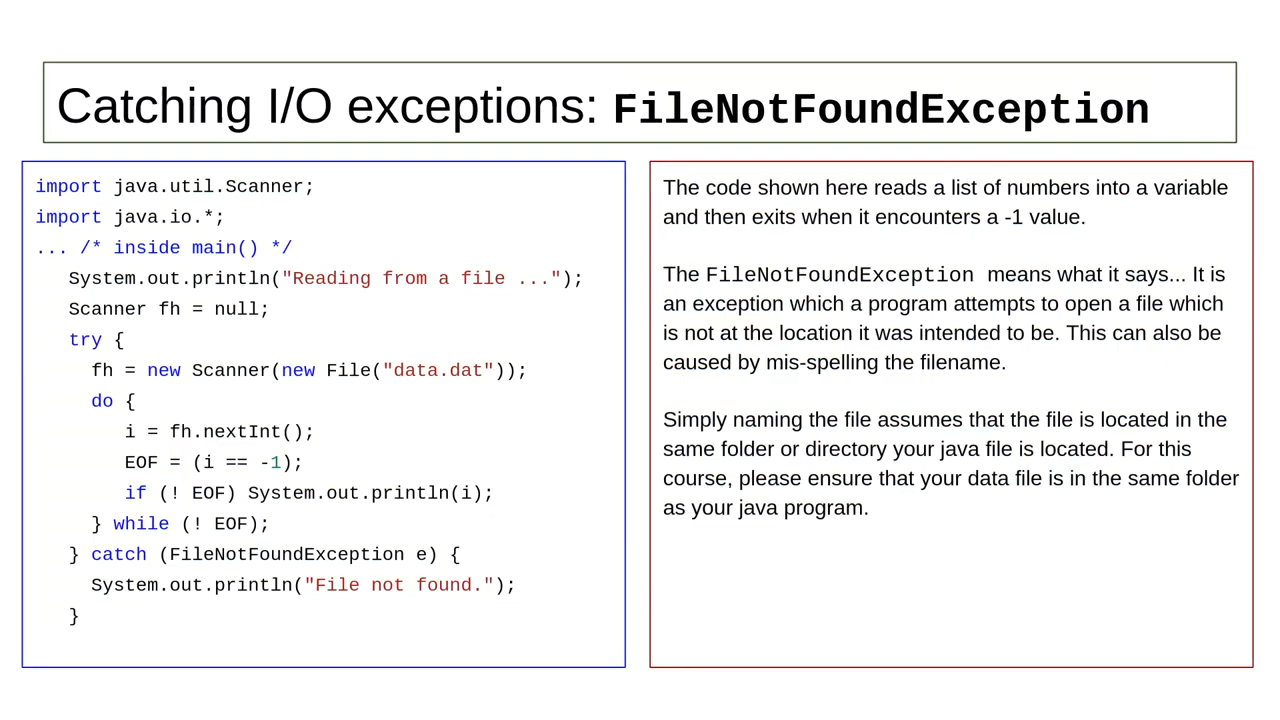 Catching I/O exceptions: FileNotFoundException
import java.util.Scanner;
import java.io.*;
... /* inside main() */
System.out.println("Reading from a file ...");
Scanner fh = null;
try {
fh = new Scanner(new File("data.dat"));
do {
i = fh.nextInt();
EOF = (i == -1);
if (! EOF) System.out.println(i);
} while (! EOF);
} catch (FileNotFoundException e) {
System.out.println("File not found.");
}
The code shown here reads a list of numbers into a variable
and then exits when it encounters a -1 value.
The FileNotFoundException means what it says... It is
an exception which a program attempts to open a file which
is not at the location it was intended to be. This can also be
caused by mis-spelling the filename.
Simply naming the file assumes that the file is located in the
same folder or directory your java file is located. For this
course, please ensure that your data file is in the same folder
as your java program.